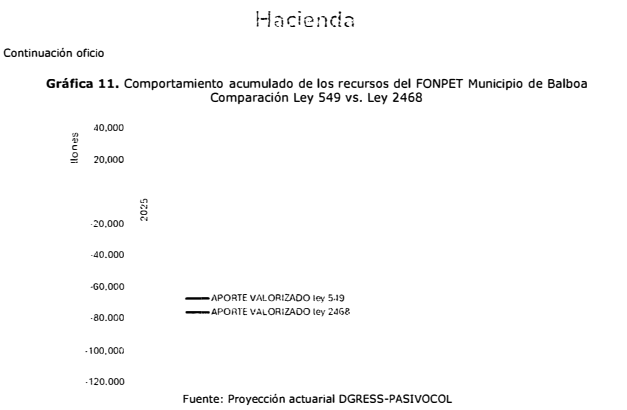 Hacienda
Continuación oficio
Gráfica 11. Comportamiento acumulado de los recursos del FONPET Municipio de Balboa
Comparación Ley 549 vs. Ley 2468
llones
40,000
20,000
2025
-20,000
-40,000
-60,000
APORTE VALORIZADO ley 549
-80,000
APORTE VALORIZADO ley 2468
-100,000
-120.000
Fuente: Proyección actuarial DGRESS-PASIVOCOL